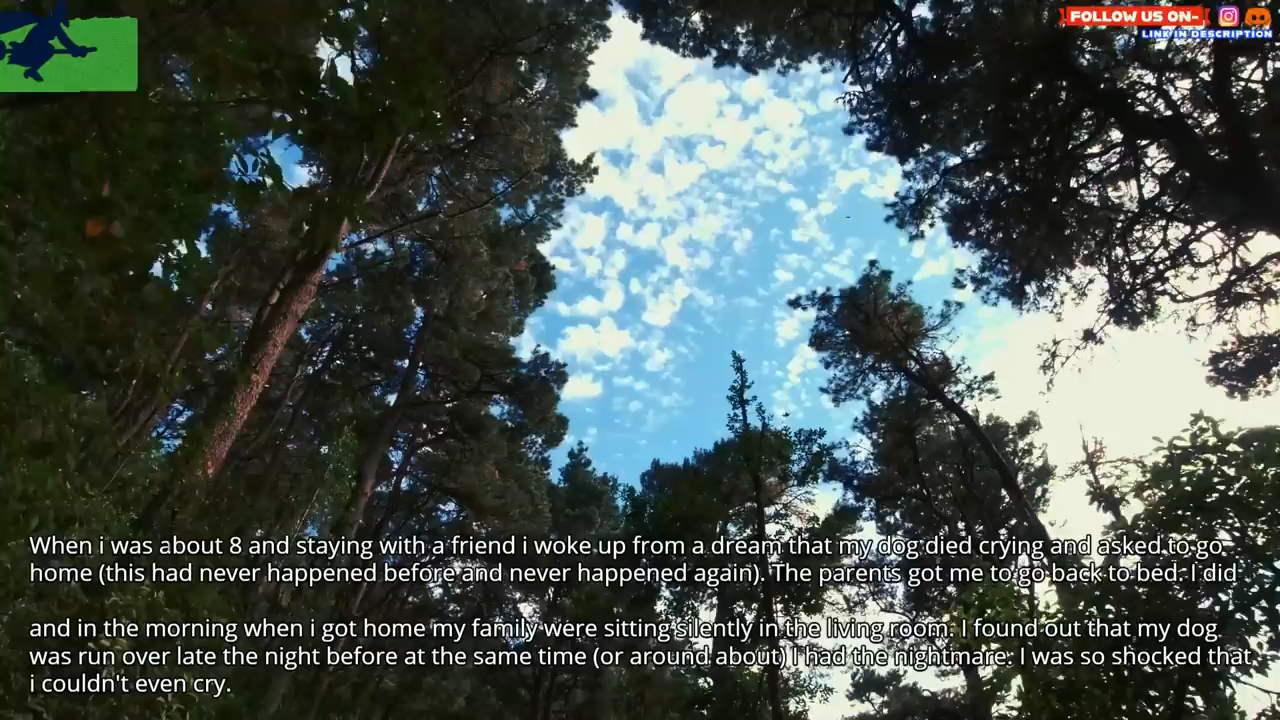 FOLLOW US ON-
LINK IN DESCRIPTION
When i was about 8 and staying with a friend i woke up from a dream that my dog died crying and asked to go
home (this had never happened before and never happened again). The parents got me to go back to bed. I did
and in the morning when i got home my family were sitting silently in the living room. I found out that my dog
was run over late the night before at the same time (or around about) I had the nightmare. I was so shocked that
i couldn't even cry.